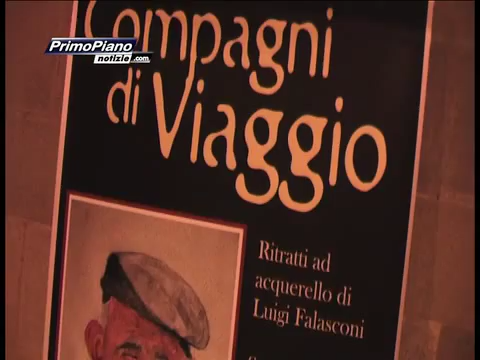 PrimoPiano
notizie.com
Compagni
di Viaggio
Ritratti ad
acquerello di
Luigi Falasconi